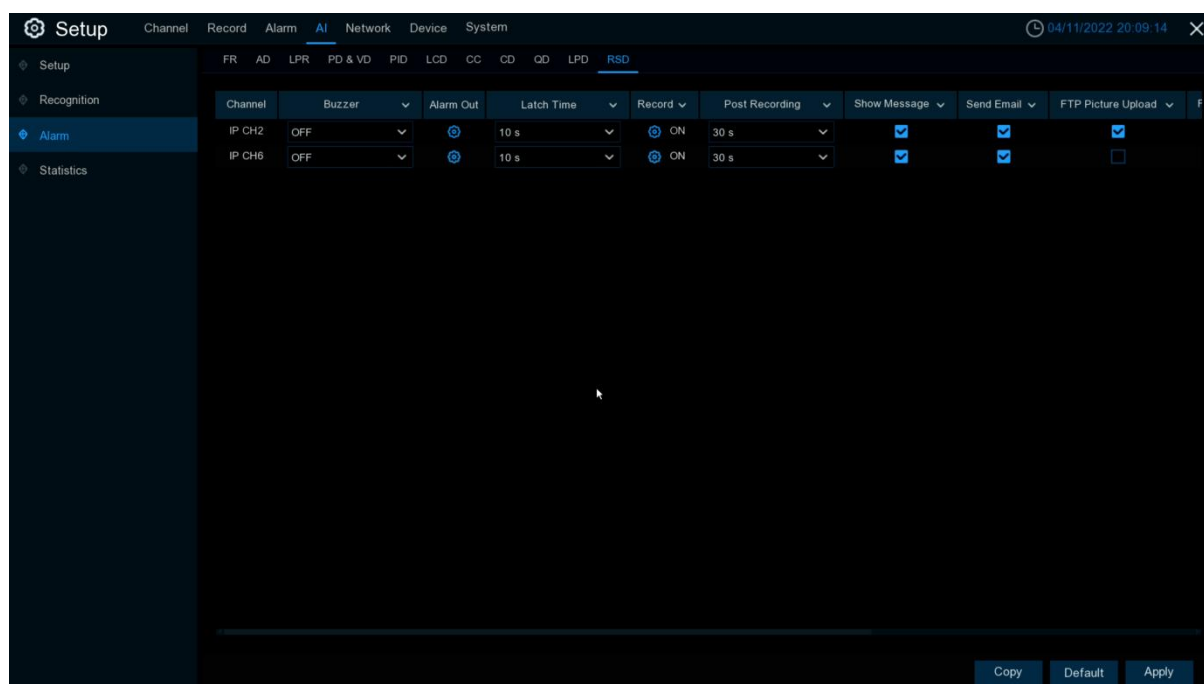 Setup Channel Record Alarm AI Network Device System 04/11/2022 20:09:14
Setup
Recognition
Alarm
Statistics
FR AD LPR PD & VD PID LCD CC CD QD LPD RSD
Channel Buzzer Alarm Out Latch Time Record Post Recording Show Message Send Email FTP Picture Upload F
IP CH2 OFF 10 s ON 30 s
IP CH6 OFF 10 s ON 30 s
Copy Default Apply